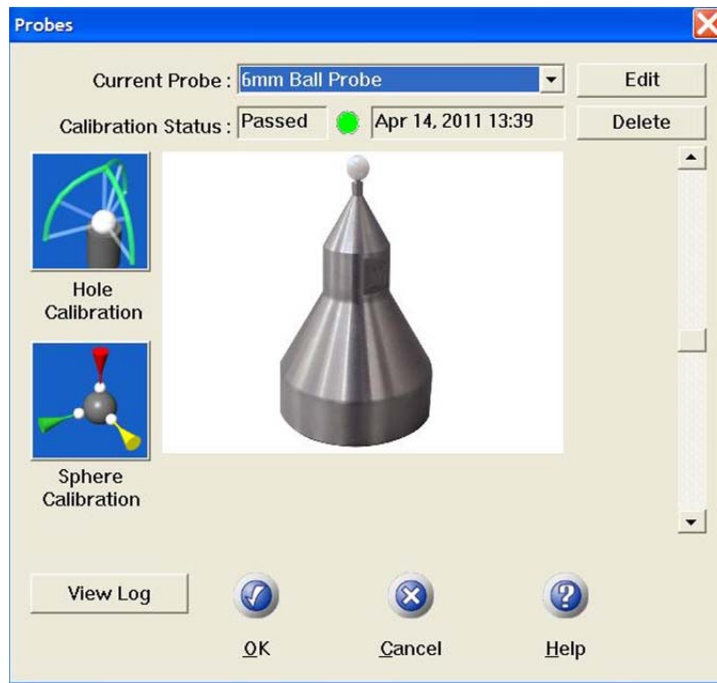 Probes
Current Probe : 6mm Ball Probe Edit
Calibration Status : Passed Apr 14, 2011 13:39 Delete
Hole
Calibration
Sphere
Calibration
View Log
OK Cancel Help